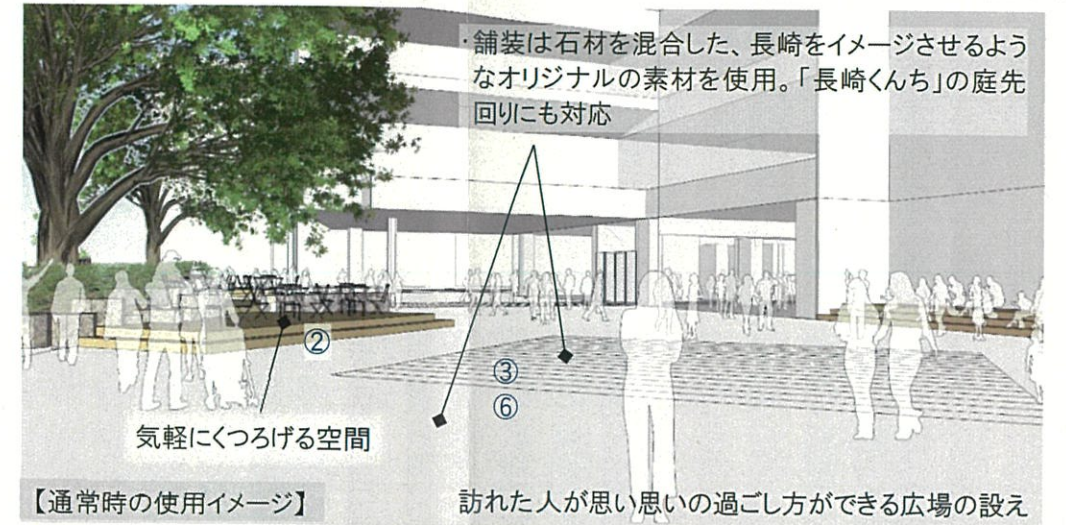 ・舗装は石材を混合した、長崎をイメージさせるよう
なオリジナルの素材を使用。「長崎くんち」の庭先
回りにも対応
②
③
⑥
気軽にくつろげる空間
【通常時の使用イメージ】
訪れた人が思い思いの過ごし方ができる広場の設え